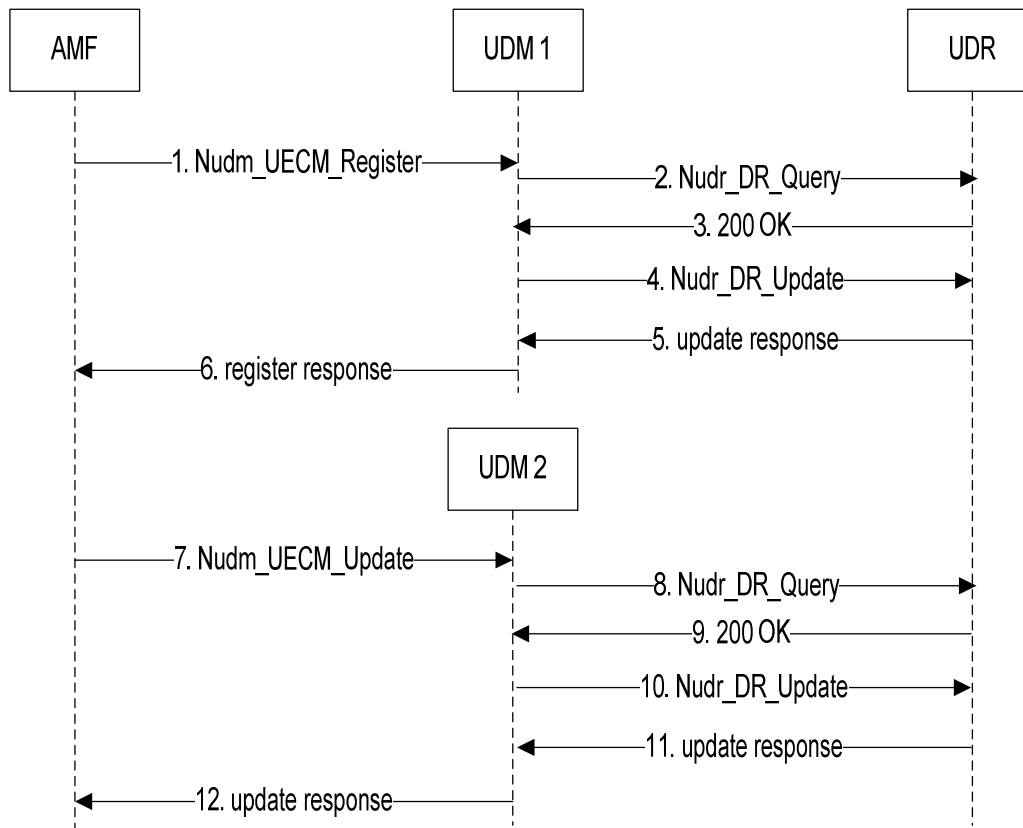 AMF
UDM 1
UDR
1. Nudm_UECM_Register
2. Nudr_DR_Query
3. 200 OK
4. Nudr_DR_Update
5. update response
6. register response
UDM 2
7. Nudm_UECM_Update
8. Nudr_DR_Query
9. 200 OK
10. Nudr_DR_Update
11. update response
12. update response